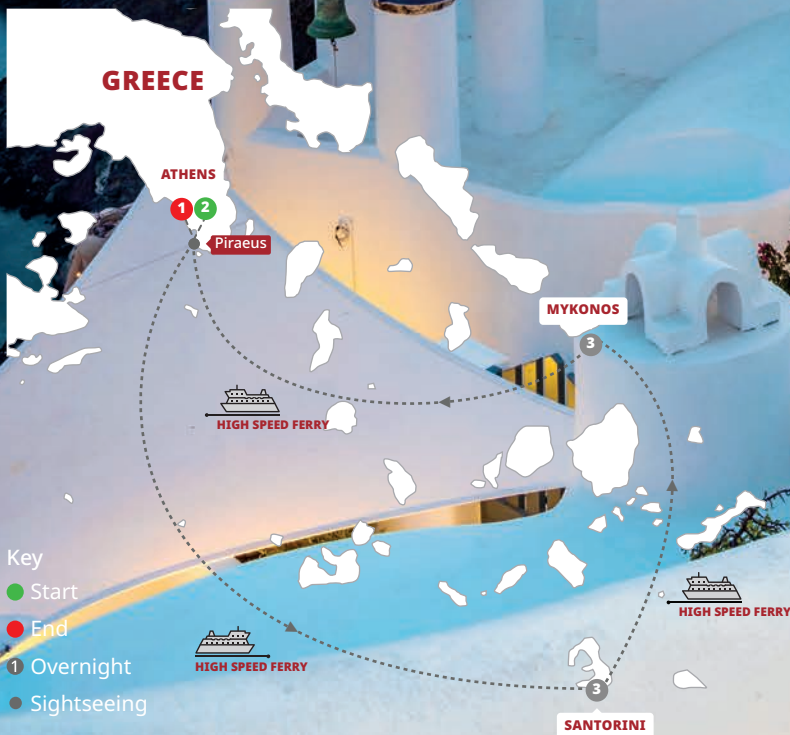 GREECE
ATHENS
1 2
Piraeus
MYKONOS
3
HIGH SPEED FERRY
Key
Start
End
1 Overnight
Sightseeing
HIGH SPEED FERRY
HIGH SPEED FERRY
3
SANTORINI